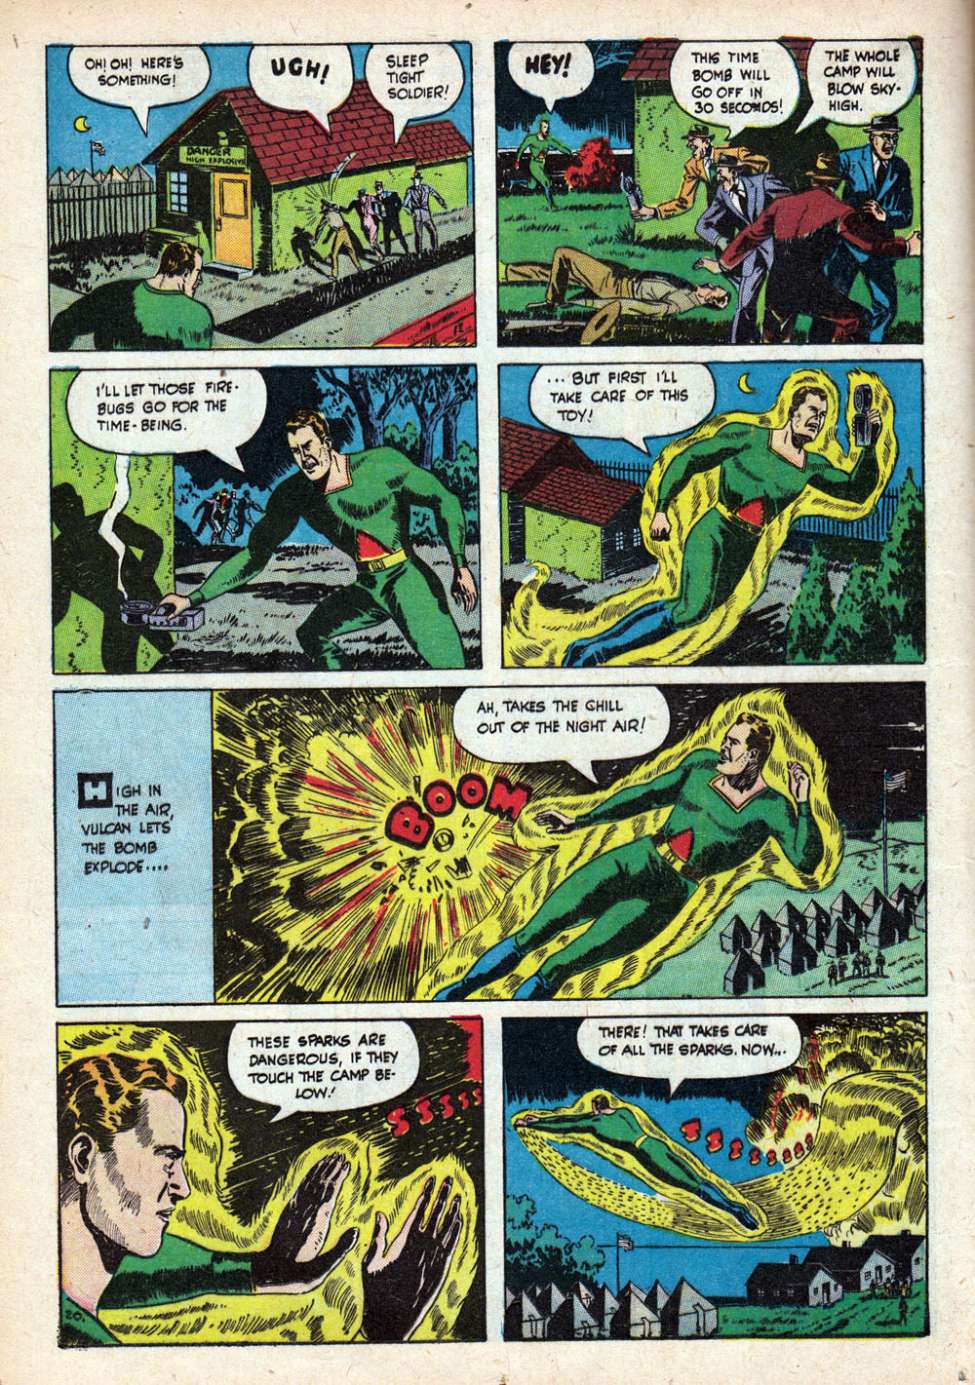 OH! OH! HERE'S
SOMETHING!
UGH!
SLEEP
TIGHT
SOLDIER!
DANGER
HIGH EXPLOSIVE
HEY!
THIS TIME
BOMB WILL
GO OFF IN
30 SECONDS!
THE WHOLE
CAMP WILL
BLOW SKY-
HIGH.
I'LL LET THOSE FIRE-
BUGS GO FOR THE
TIME-BEING.
... BUT FIRST I'LL
TAKE CARE OF THIS
TOY!
HIGH IN
THE AIR,
VULCAN LETS
THE BOMB
EXPLODE....
BOOM
AH, TAKES THE CHILL
OUT OF THE NIGHT AIR!
THESE SPARKS ARE
DANGEROUS, IF THEY
TOUCH THE CAMP BE-
LOW!
SSSSS
20.
THERE! THAT TAKES CARE
OF ALL THE SPARKS. NOW...